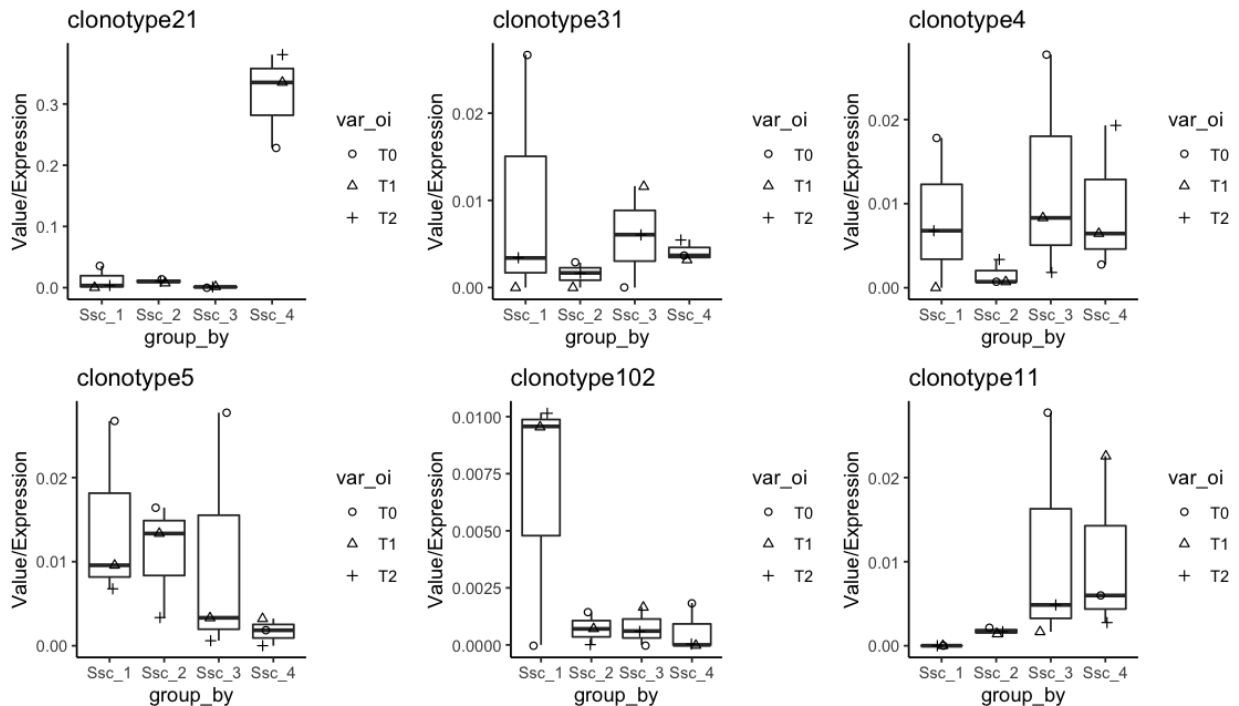 clonotype21
Value/Expression
0.3
0.2
0.1
0.0
Ssc_1 Ssc_2 Ssc_3 Ssc_4
group_by
var_oi
T0
T1
T2
clonotype31
Value/Expression
0.02
0.01
0.00
Ssc_1 Ssc_2 Ssc_3 Ssc_4
group_by
var_oi
T0
T1
T2
clonotype4
Value/Expression
0.02
0.01
0.00
Ssc_1 Ssc_2 Ssc_3 Ssc_4
group_by
var_oi
T0
T1
T2
clonotype5
Value/Expression
0.02
0.01
0.00
Ssc_1 Ssc_2 Ssc_3 Ssc_4
group_by
var_oi
T0
T1
T2
clonotype102
Value/Expression
0.0100
0.0075
0.0050
0.0025
0.0000
Ssc_1 Ssc_2 Ssc_3 Ssc_4
group_by
var_oi
T0
T1
T2
clonotype11
Value/Expression
0.02
0.01
0.00
Ssc_1 Ssc_2 Ssc_3 Ssc_4
group_by
var_oi
T0
T1
T2